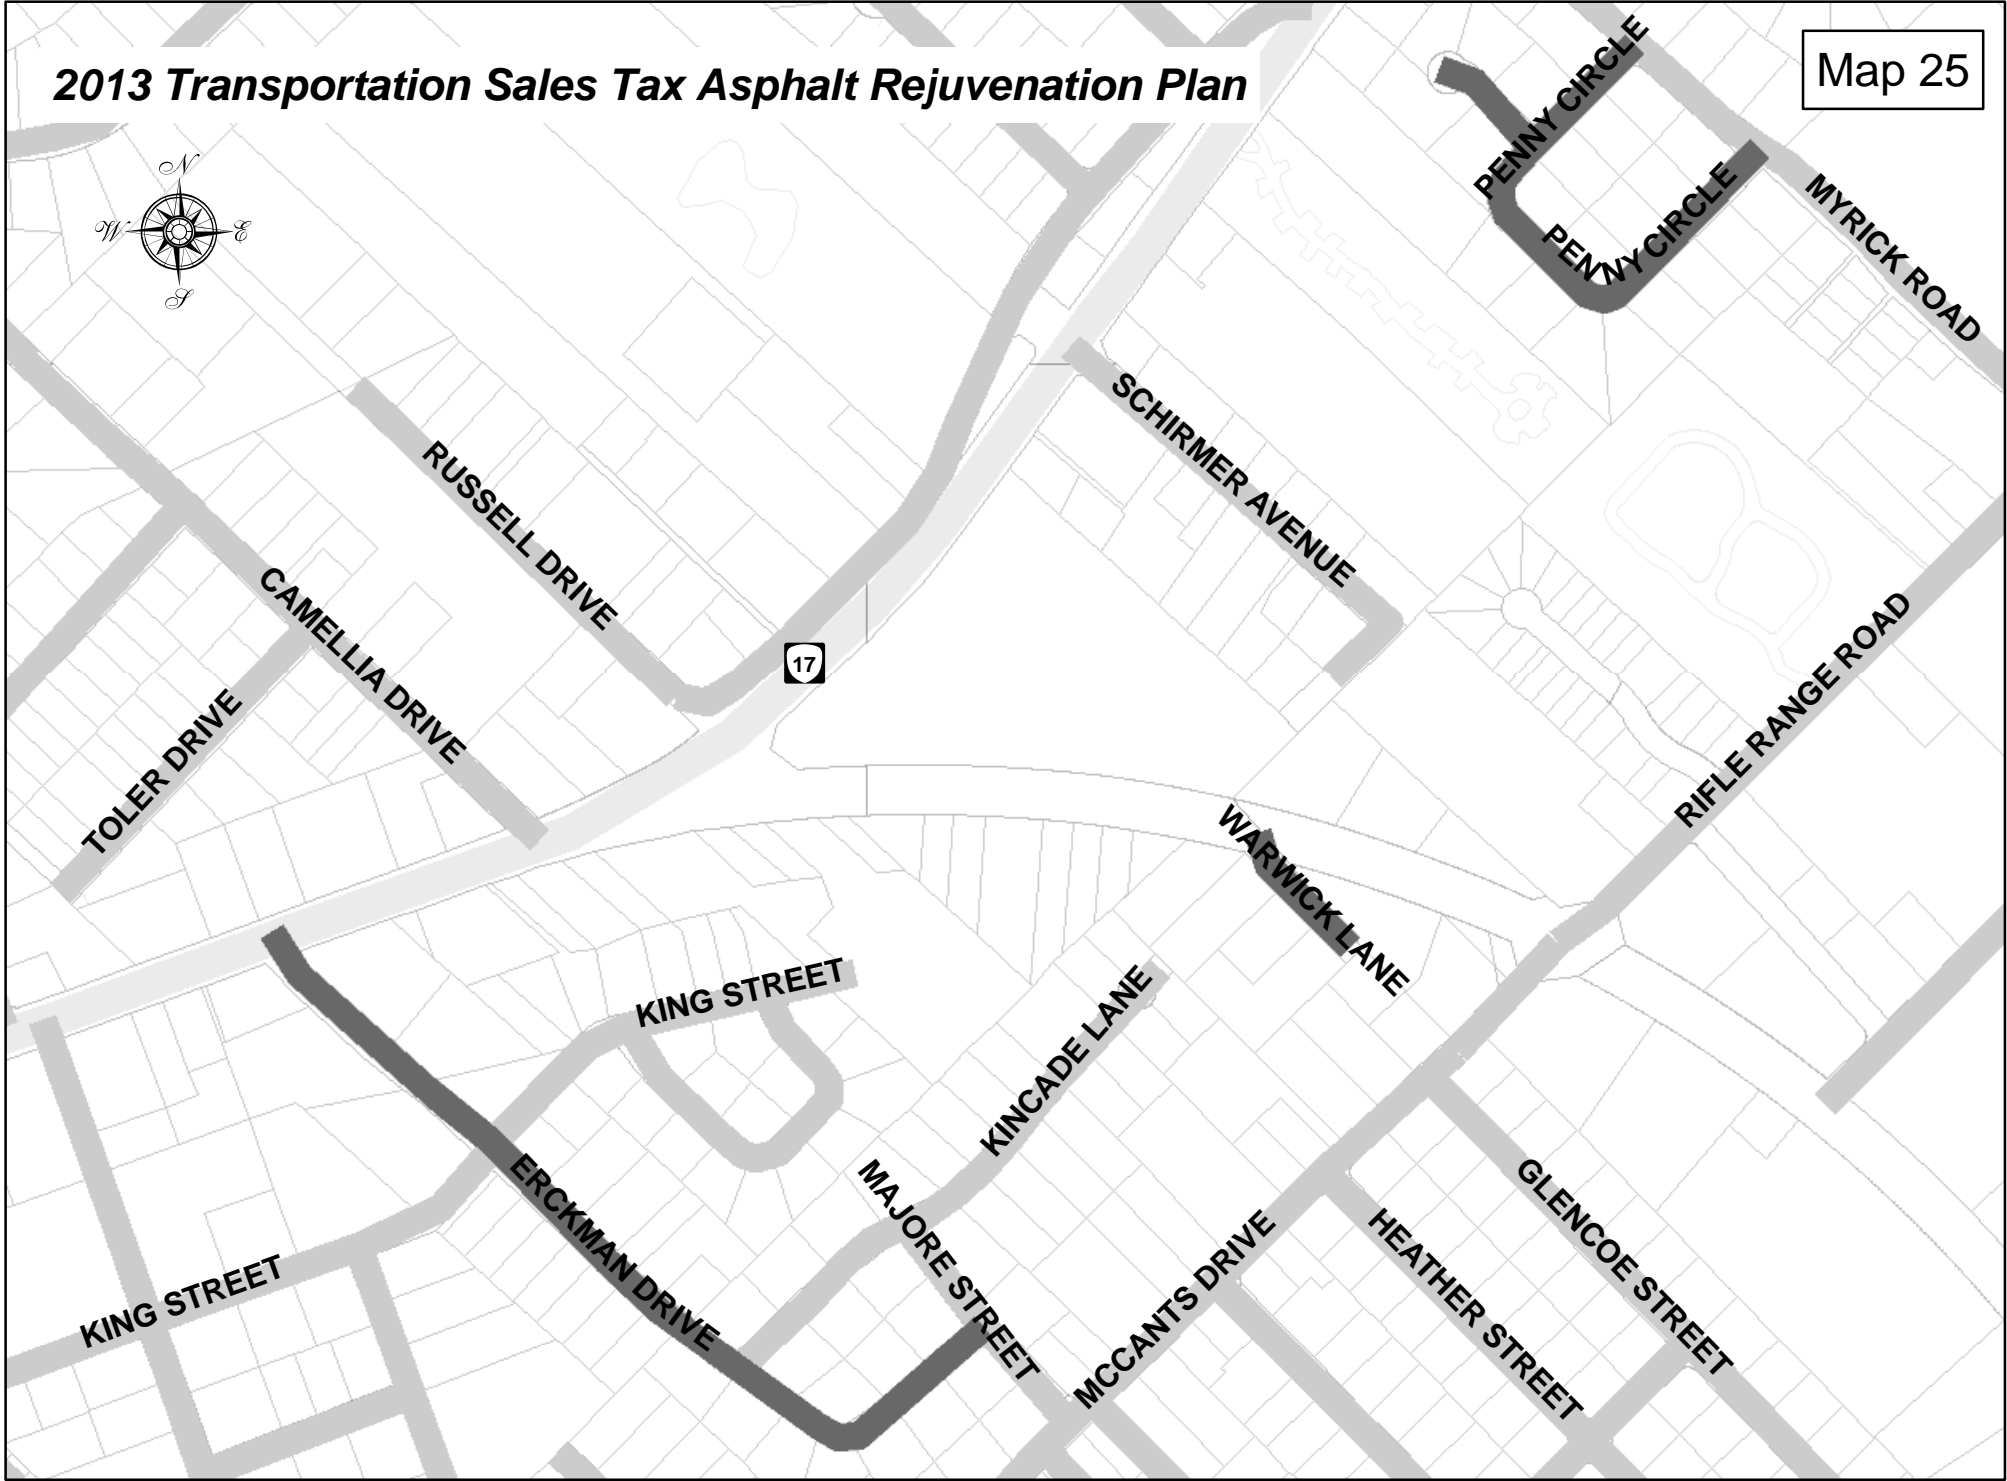 2013 Transportation Sales Tax Asphalt Rejuvenation Plan
Map 25
N
W
E
S
PENNY CIRCLE
PENNY CIRCLE
MYRICK ROAD
SCHIRMER AVENUE
RUSSELL DRIVE
CAMELLIA DRIVE
TOLER DRIVE
17
RIFLE RANGE ROAD
WARWICK LANE
KING STREET
KINCADE LANE
ERCKMAN DRIVE
MAJORE STREET
KING STREET
MCCANTS DRIVE
HEATHER STREET
GLENCOE STREET